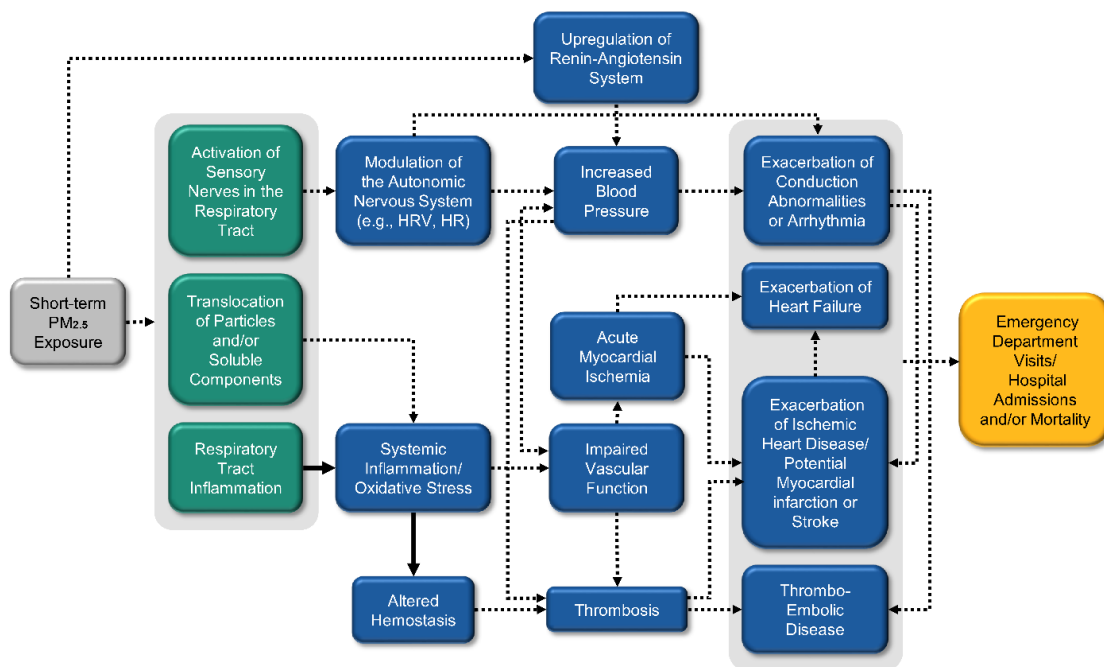 Upregulation of
Renin-Angiotensin
System
Activation of
Sensory
Nerves in the
Respiratory
Tract
Modulation of
the Autonomic
Nervous System
(e.g., HRV, HR)
Increased
Blood
Pressure
Exacerbation of
Conduction
Abnormalities
or Arrhythmia
Short-term
PM2.5
Exposure
Translocation
of Particles
and/or
Soluble
Components
Acute
Myocardial
Ischemia
Exacerbation of
Heart Failure
Emergency
Department
Visits/
Hospital
Admissions
and/or Mortality
Respiratory
Tract
Inflammation
Systemic
Inflammation/
Oxidative Stress
Impaired
Vascular
Function
Exacerbation
of Ischemic
Heart Disease/
Potential
Myocardial
infarction or
Stroke
Altered
Hemostasis
Thrombosis
Thrombo-
Embolic
Disease